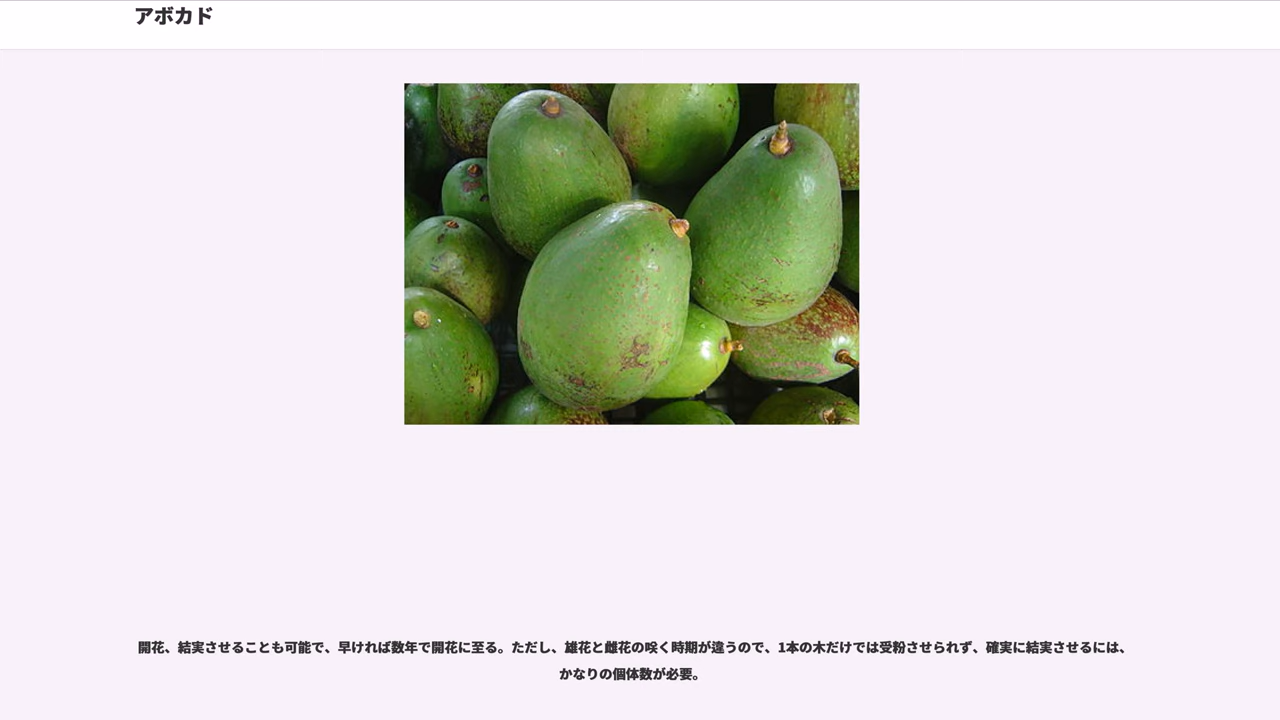 アボカド
開花、結実させることも可能で、早ければ数年で開花に至る。ただし、雄花と雌花の咲く時期が違うので、1本の木だけでは受粉させられず、確実に結実させるには、
かなりの個体数が必要。